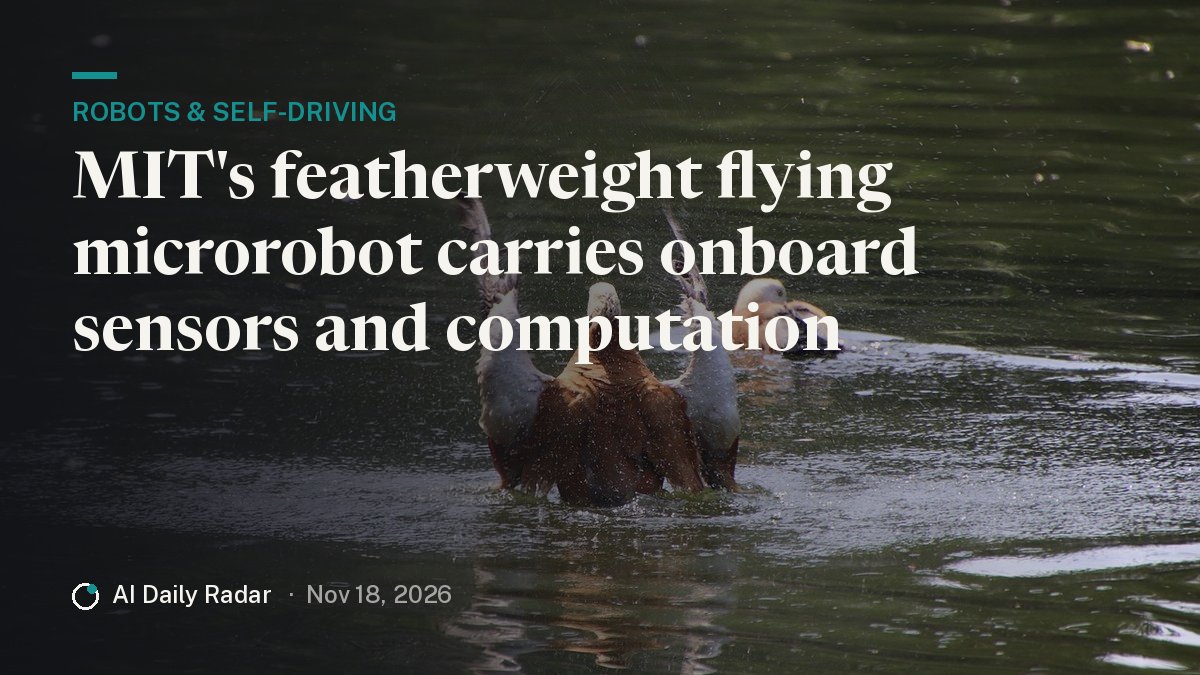 ROBOTS & SELF-DRIVING
MIT's featherweight flying
microrobot carries onboard
sensors and computation
AI Daily Radar · Nov 18, 2026